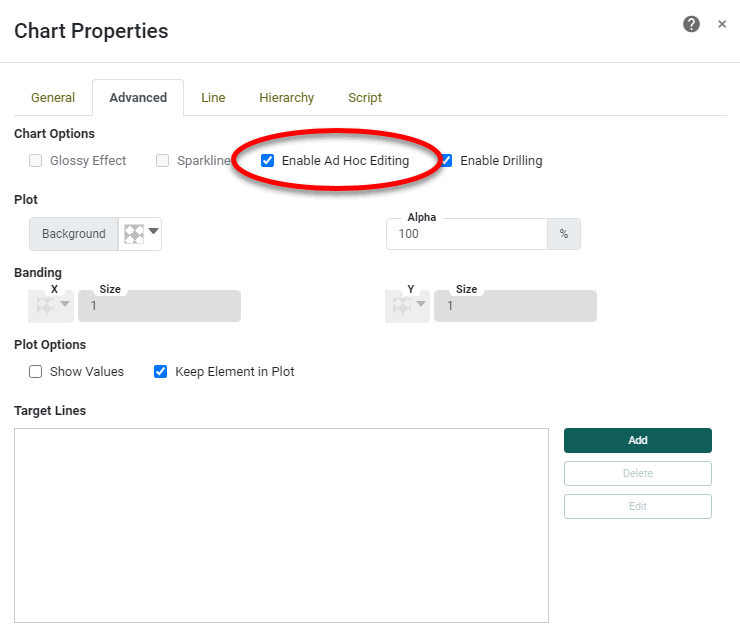 Chart Properties
General Advanced Line Hierarchy Script
Chart Options
Glossy Effect Sparkline Enable Ad Hoc Editing Enable Drilling
Plot
Background Alpha 100 %
Banding
X Size 1 Y Size 1
Plot Options
Show Values Keep Element in Plot
Target Lines
Add
Delete
Edit